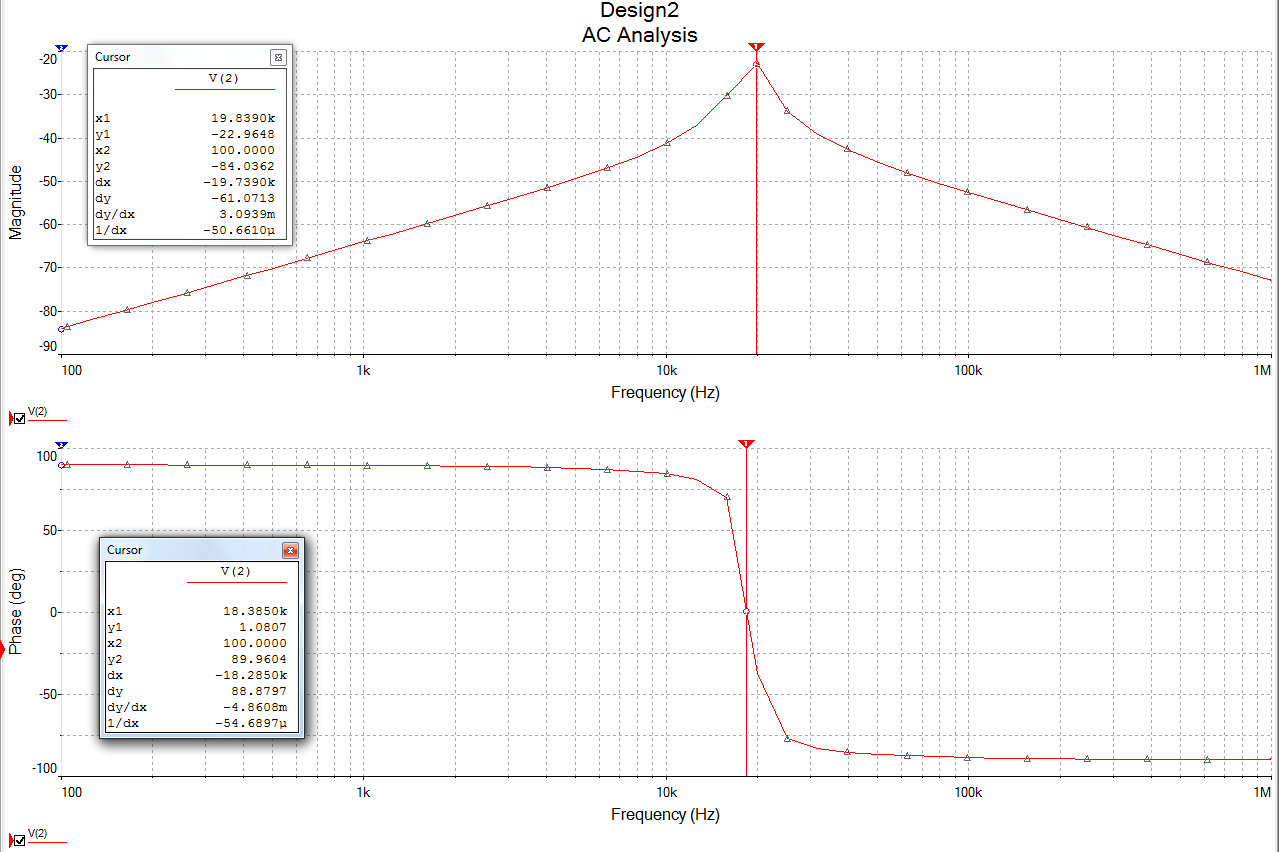 Design2
AC Analysis
Magnitude
-20
-30
-40
-50
-60
-70
-80
-90
Cursor
V(2)
x1 19.8390k
y1 -22.9648
x2 100.0000
y2 -84.0362
dx -19.7390k
dy -61.0713
dy/dx 3.0939m
1/dx -50.6610µ
100 1k 10k 100k 1M
Frequency (Hz)
V(2)
Phase (deg)
100
50
0
-50
-100
Cursor
V(2)
x1 18.3850k
y1 1.0807
x2 100.0000
y2 89.9604
dx -18.2850k
dy 88.8797
dy/dx -4.8608m
1/dx -54.6897µ
100 1k 10k 100k 1M
Frequency (Hz)
V(2)